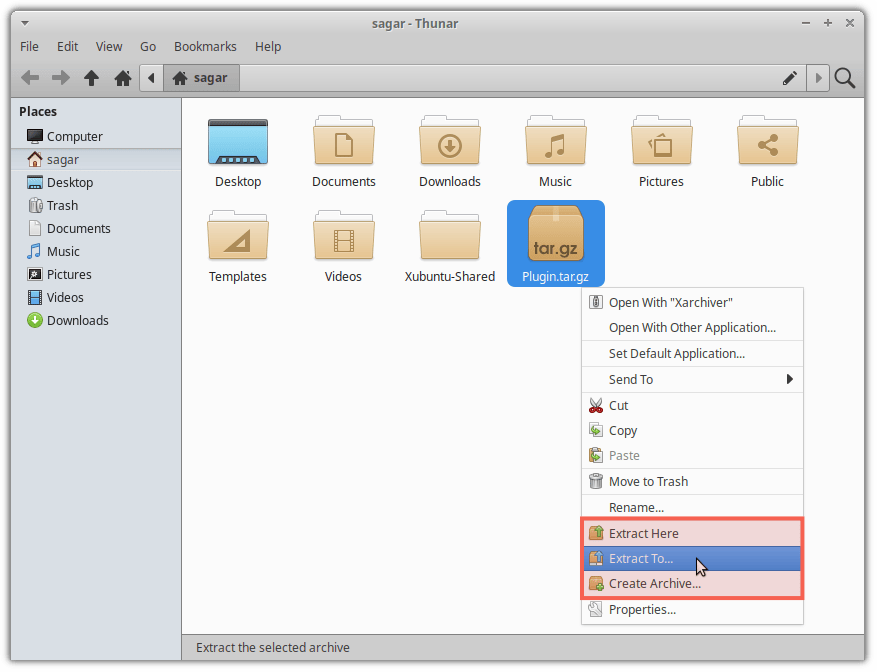 sagar - Thunar
File Edit View Go Bookmarks Help
sagar
Places
Computer
sagar
Desktop
Trash
Documents
Music
Pictures
Videos
Downloads
Desktop Documents Downloads Music Pictures Public
tar.gz
Templates Videos Xubuntu-Shared Plugin.tar.gz
Open With "Xarchiver"
Open With Other Application...
Set Default Application...
Send To
Cut
Copy
Paste
Move to Trash
Rename...
Extract Here
Extract To...
Create Archive...
Properties...
Extract the selected archive